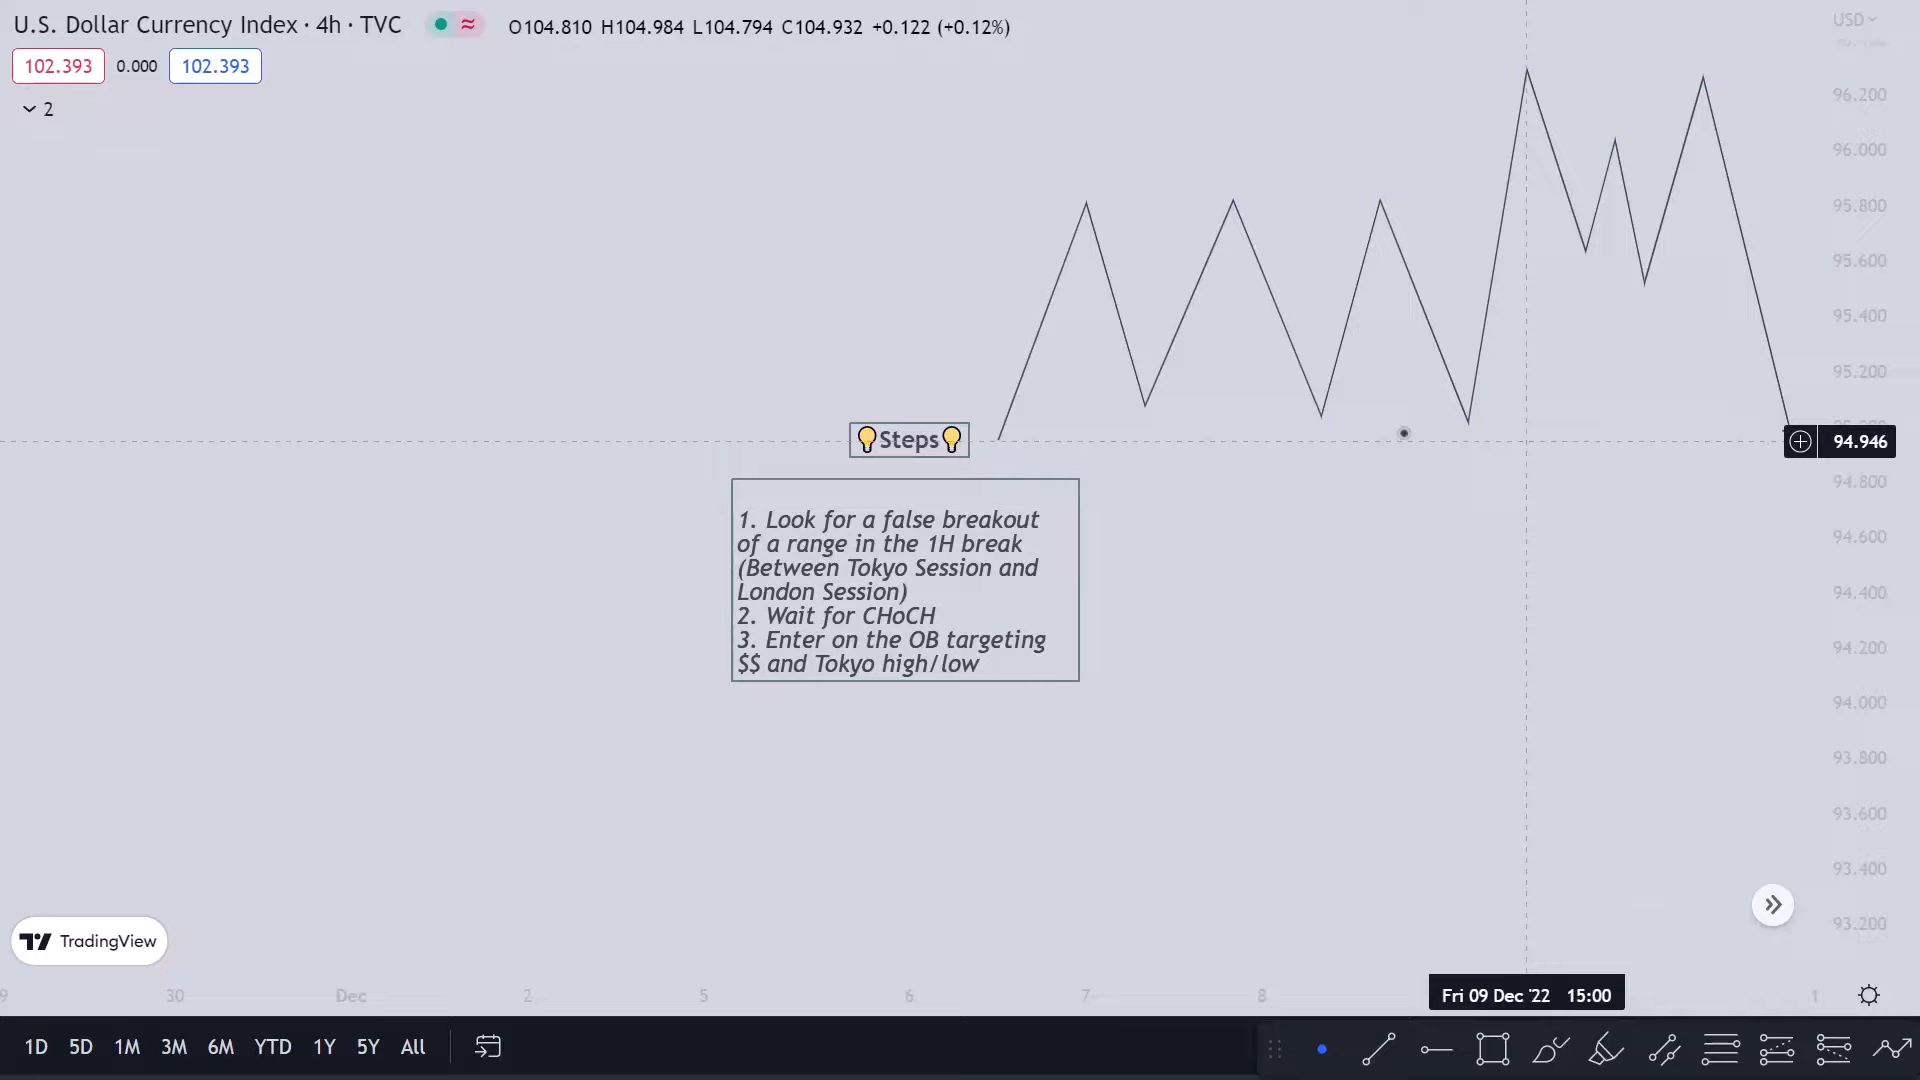 U.S. Dollar Currency Index · 4h · TVC
O104.810 H104.984 L104.794 C104.932 +0.122 (+0.12%)
USD
102.393 0.000 102.393
2
96.200
96.000
95.800
95.600
95.400
95.200
94.946
94.800
94.600
94.400
94.200
94.000
93.800
93.600
93.400
93.200
💡Steps💡
1. Look for a false breakout
of a range in the 1H break
(Between Tokyo Session and
London Session)
2. Wait for CHoCH
3. Enter on the OB targeting
$$ and Tokyo high/low
TradingView
9 30 Dec 2 5 6 7 8 Fri 09 Dec '22 15:00 1
1D 5D 1M 3M 6M YTD 1Y 5Y All